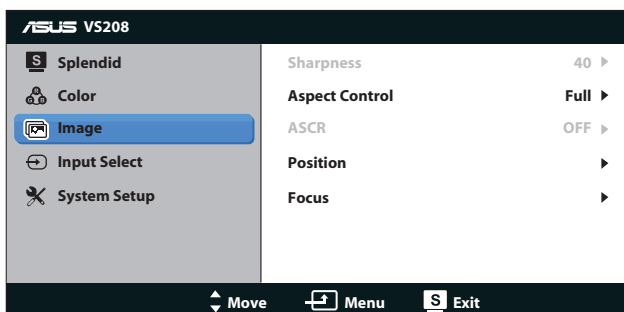 ASUS VS208
S Splendid
Color
Image
Input Select
System Setup
Sharpness 40
Aspect Control Full
ASCR OFF
Position
Focus
Move Menu S Exit